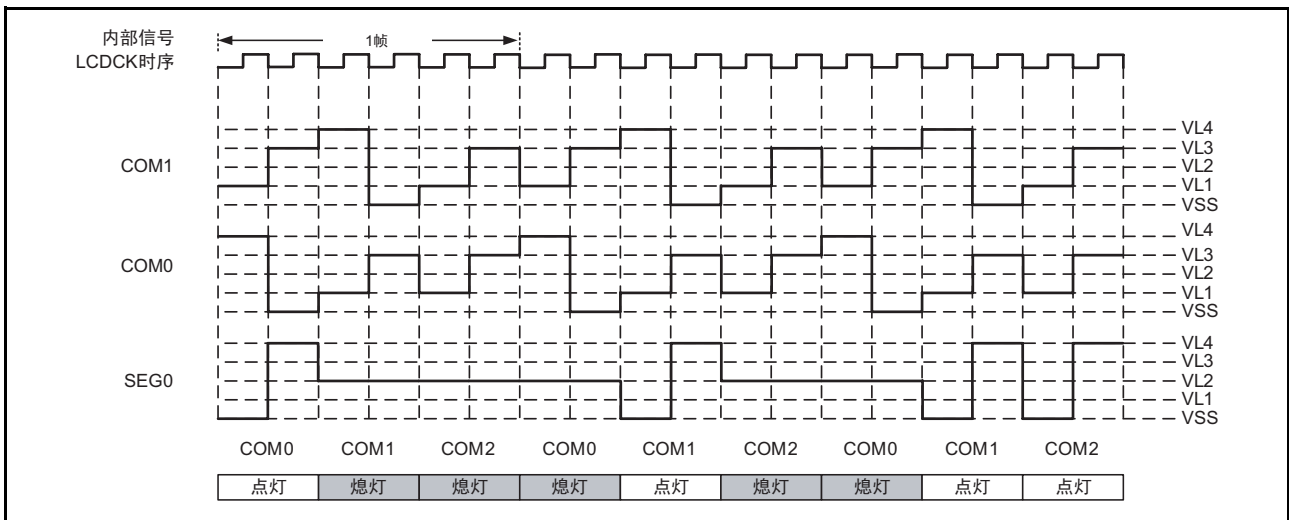 内部信号
LCDCK时序
1帧
COM1
VL4
VL3
VL2
VL1
VSS
COM0
VL4
VL3
VL2
VL1
VSS
SEG0
VL4
VL3
VL2
VL1
VSS
COM0 COM1 COM2 COM0 COM1 COM2 COM0 COM1 COM2
点灯 熄灯 熄灯 熄灯 点灯 熄灯 熄灯 点灯 点灯